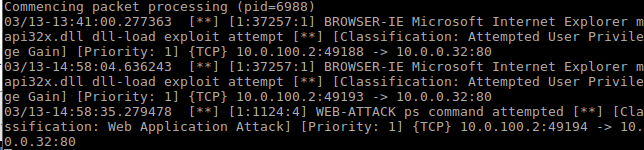 Commencing packet processing (pid=6988)
03/13-13:41:00.277363  [**] [1:37257:1] BROWSER-IE Microsoft Internet Explorer m
api32x.dll dll-load exploit attempt [**] [Classification: Attempted User Privile
ge Gain] [Priority: 1] {TCP} 10.0.100.2:49188 -> 10.0.0.32:80
03/13-14:58:04.636243  [**] [1:37257:1] BROWSER-IE Microsoft Internet Explorer m
api32x.dll dll-load exploit attempt [**] [Classification: Attempted User Privile
ge Gain] [Priority: 1] {TCP} 10.0.100.2:49193 -> 10.0.0.32:80
03/13-14:58:35.279478  [**] [1:1124:4] WEB-ATTACK ps command attempted [**] [Cla
ssification: Web Application Attack] [Priority: 1] {TCP} 10.0.100.2:49194 -> 10.
0.0.32:80